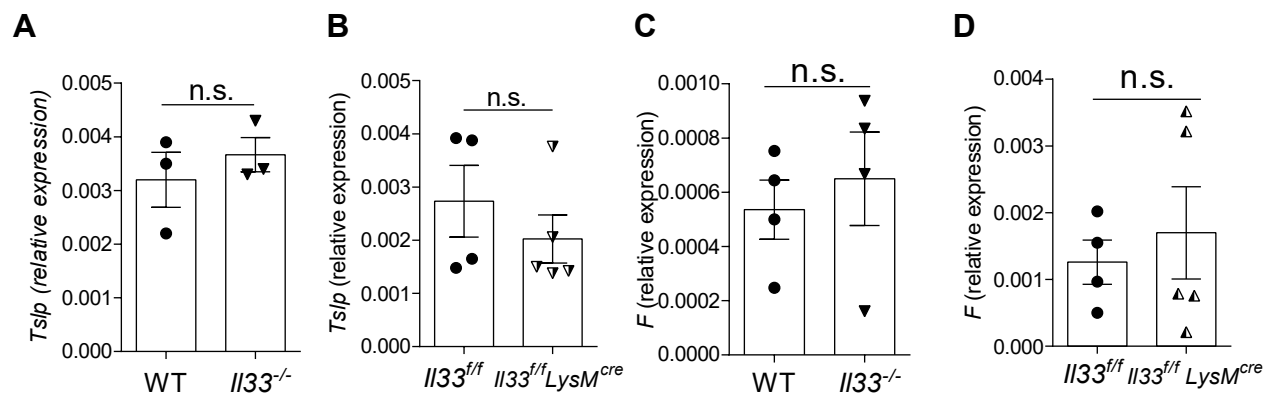 A
B
C
D
n.s.
n.s.
n.s.
n.s.
Tslp (relative expression)
0.005
0.004
0.003
0.002
0.001
0.000
WT
Il33-/-
Tslp (relative expression)
0.005
0.004
0.003
0.002
0.001
0.000
Il33f/f
Il33f/fLysMcre
F (relative expression)
0.0010
0.0008
0.0006
0.0004
0.0002
0.0000
WT
Il33-/-
F (relative expression)
0.004
0.003
0.002
0.001
0.000
Il33f/f
Il33f/f LysMcre